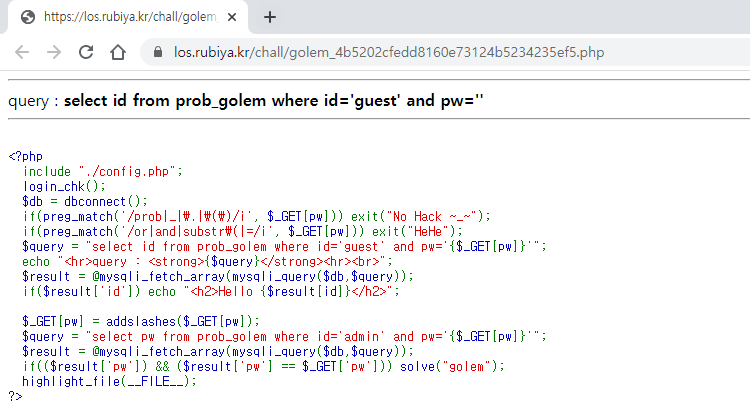 https://los.rubiya.kr/chall/golem_
los.rubiya.kr/chall/golem_4b5202cfedd8160e73124b5234235ef5.php
query : select id from prob_golem where id='guest' and pw=''
<?php
include "./config.php";
login_chk();
$db = dbconnect();
if(preg_match('/prob|_|₩.|₩(₩)/i', $_GET[pw])) exit("No Hack ~_~");
if(preg_match('/or|and|substr₩(|=/i', $_GET[pw])) exit("HeHe");
$query = "select id from prob_golem where id='guest' and pw='{$_GET[pw]}'";
echo "<hr>query : <strong>{$query}</strong><hr><br>";
$result = @mysqli_fetch_array(mysqli_query($db,$query));
if($result['id']) echo "<h2>Hello {$result[id]}</h2>";
$_GET[pw] = addslashes($_GET[pw]);
$query = "select pw from prob_golem where id='admin' and pw='{$_GET[pw]}'";
$result = @mysqli_fetch_array(mysqli_query($db,$query));
if(($result['pw']) && ($result['pw'] == $_GET['pw'])) solve("golem");
highlight_file(__FILE__);
?>